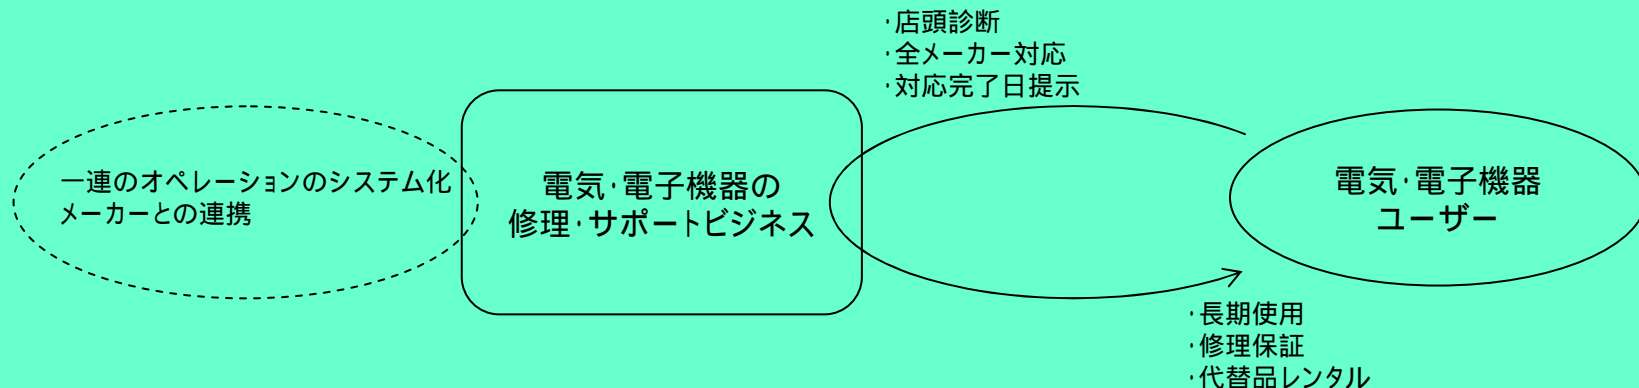 ・店頭診断
・全メーカー対応
・対応完了日提示
一連のオペレーションのシステム化
メーカーとの連携
電気・電子機器の
修理・サポートビジネス
電気・電子機器
ユーザー
・長期使用
・修理保証
・代替品レンタル